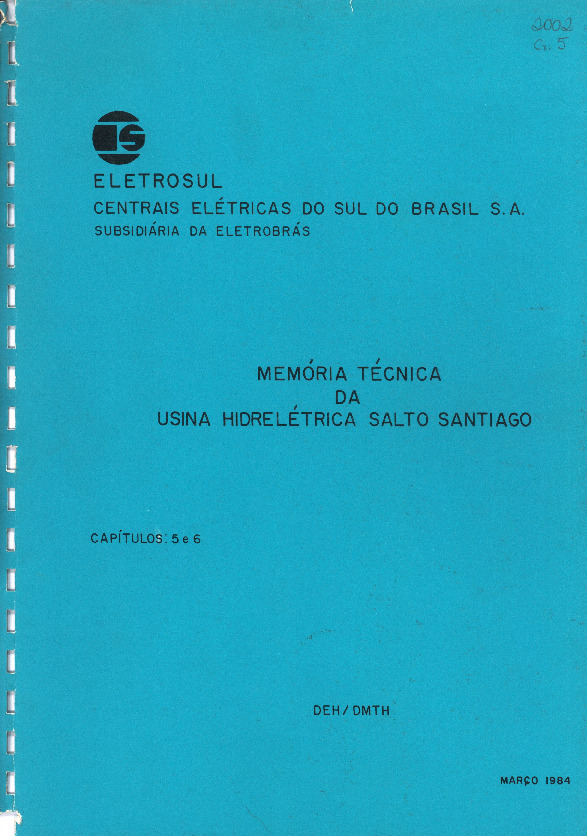 2002
Cx. 5
ELETROSUL
CENTRAIS ELÉTRICAS DO SUL DO BRASIL S.A.
SUBSIDIÁRIA DA ELETROBRÁS
MEMÓRIA TÉCNICA
DA
USINA HIDRELÉTRICA SALTO SANTIAGO
CAPÍTULOS: 5 e 6
DEH / DMTH
MARÇO 1984